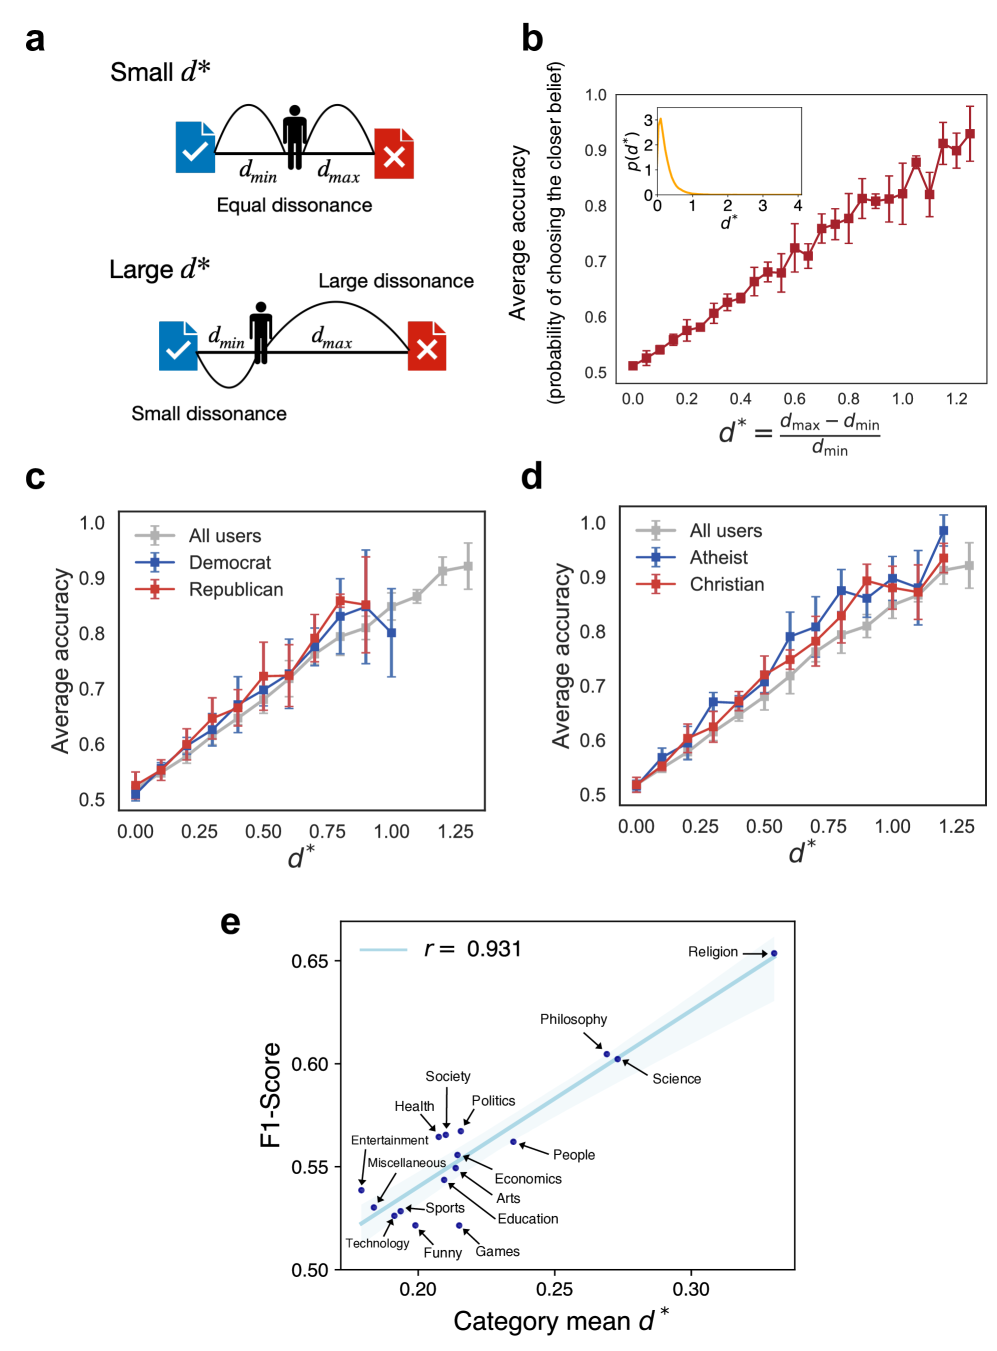 a
Small d*
d_min
d_max
Equal dissonance
Large d*
Large dissonance
d_min
d_max
Small dissonance
b
Average accuracy
(probability of choosing the closer belief)
1.0
0.9
0.8
0.7
0.6
0.5
p(d*)
3
2
1
0
0 1 2 3 4
d*
0.0 0.2 0.4 0.6 0.8 1.0 1.2
d* = (d_max − d_min) / d_min
c
Average accuracy
1.0
0.9
0.8
0.7
0.6
0.5
All users
Democrat
Republican
0.00 0.25 0.50 0.75 1.00 1.25
d*
d
Average accuracy
1.0
0.9
0.8
0.7
0.6
0.5
All users
Atheist
Christian
0.00 0.25 0.50 0.75 1.00 1.25
d*
e
F1-Score
0.65
0.60
0.55
0.50
r = 0.931
Religion
Philosophy
Science
Society
Health
Politics
Entertainment
Miscellaneous
People
Economics
Arts
Sports
Education
Technology
Funny
Games
0.20 0.25 0.30
Category mean d*